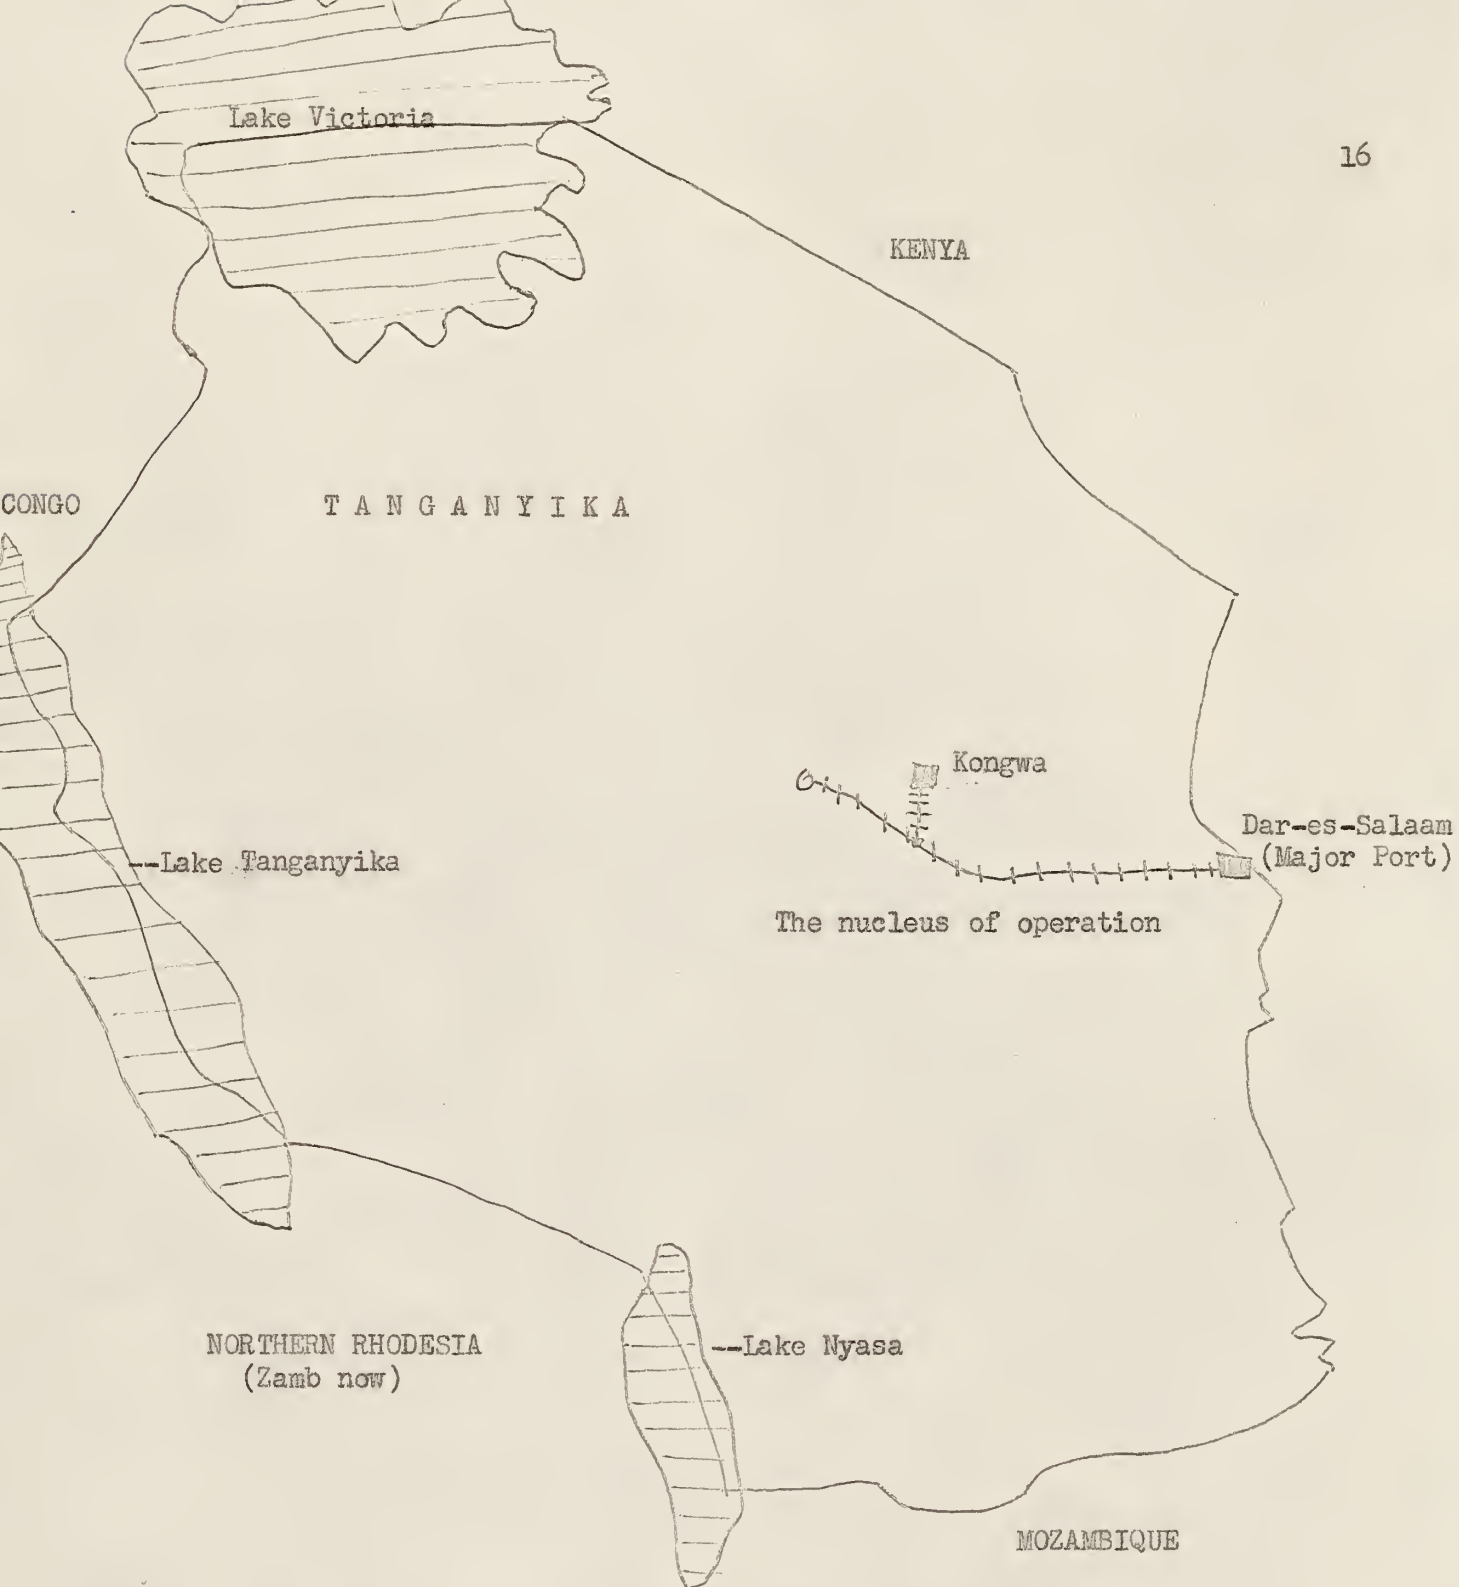 Lake Victoria
16
KENYA
CONGO
T A N G A N Y I K A
Kongwa
Dar-es-Salaam
(Major Port)
--Lake Tanganyika
The nucleus of operation
NORTHERN RHODESIA
(Zamb now)
--Lake Nyasa
MOZAMBIQUE